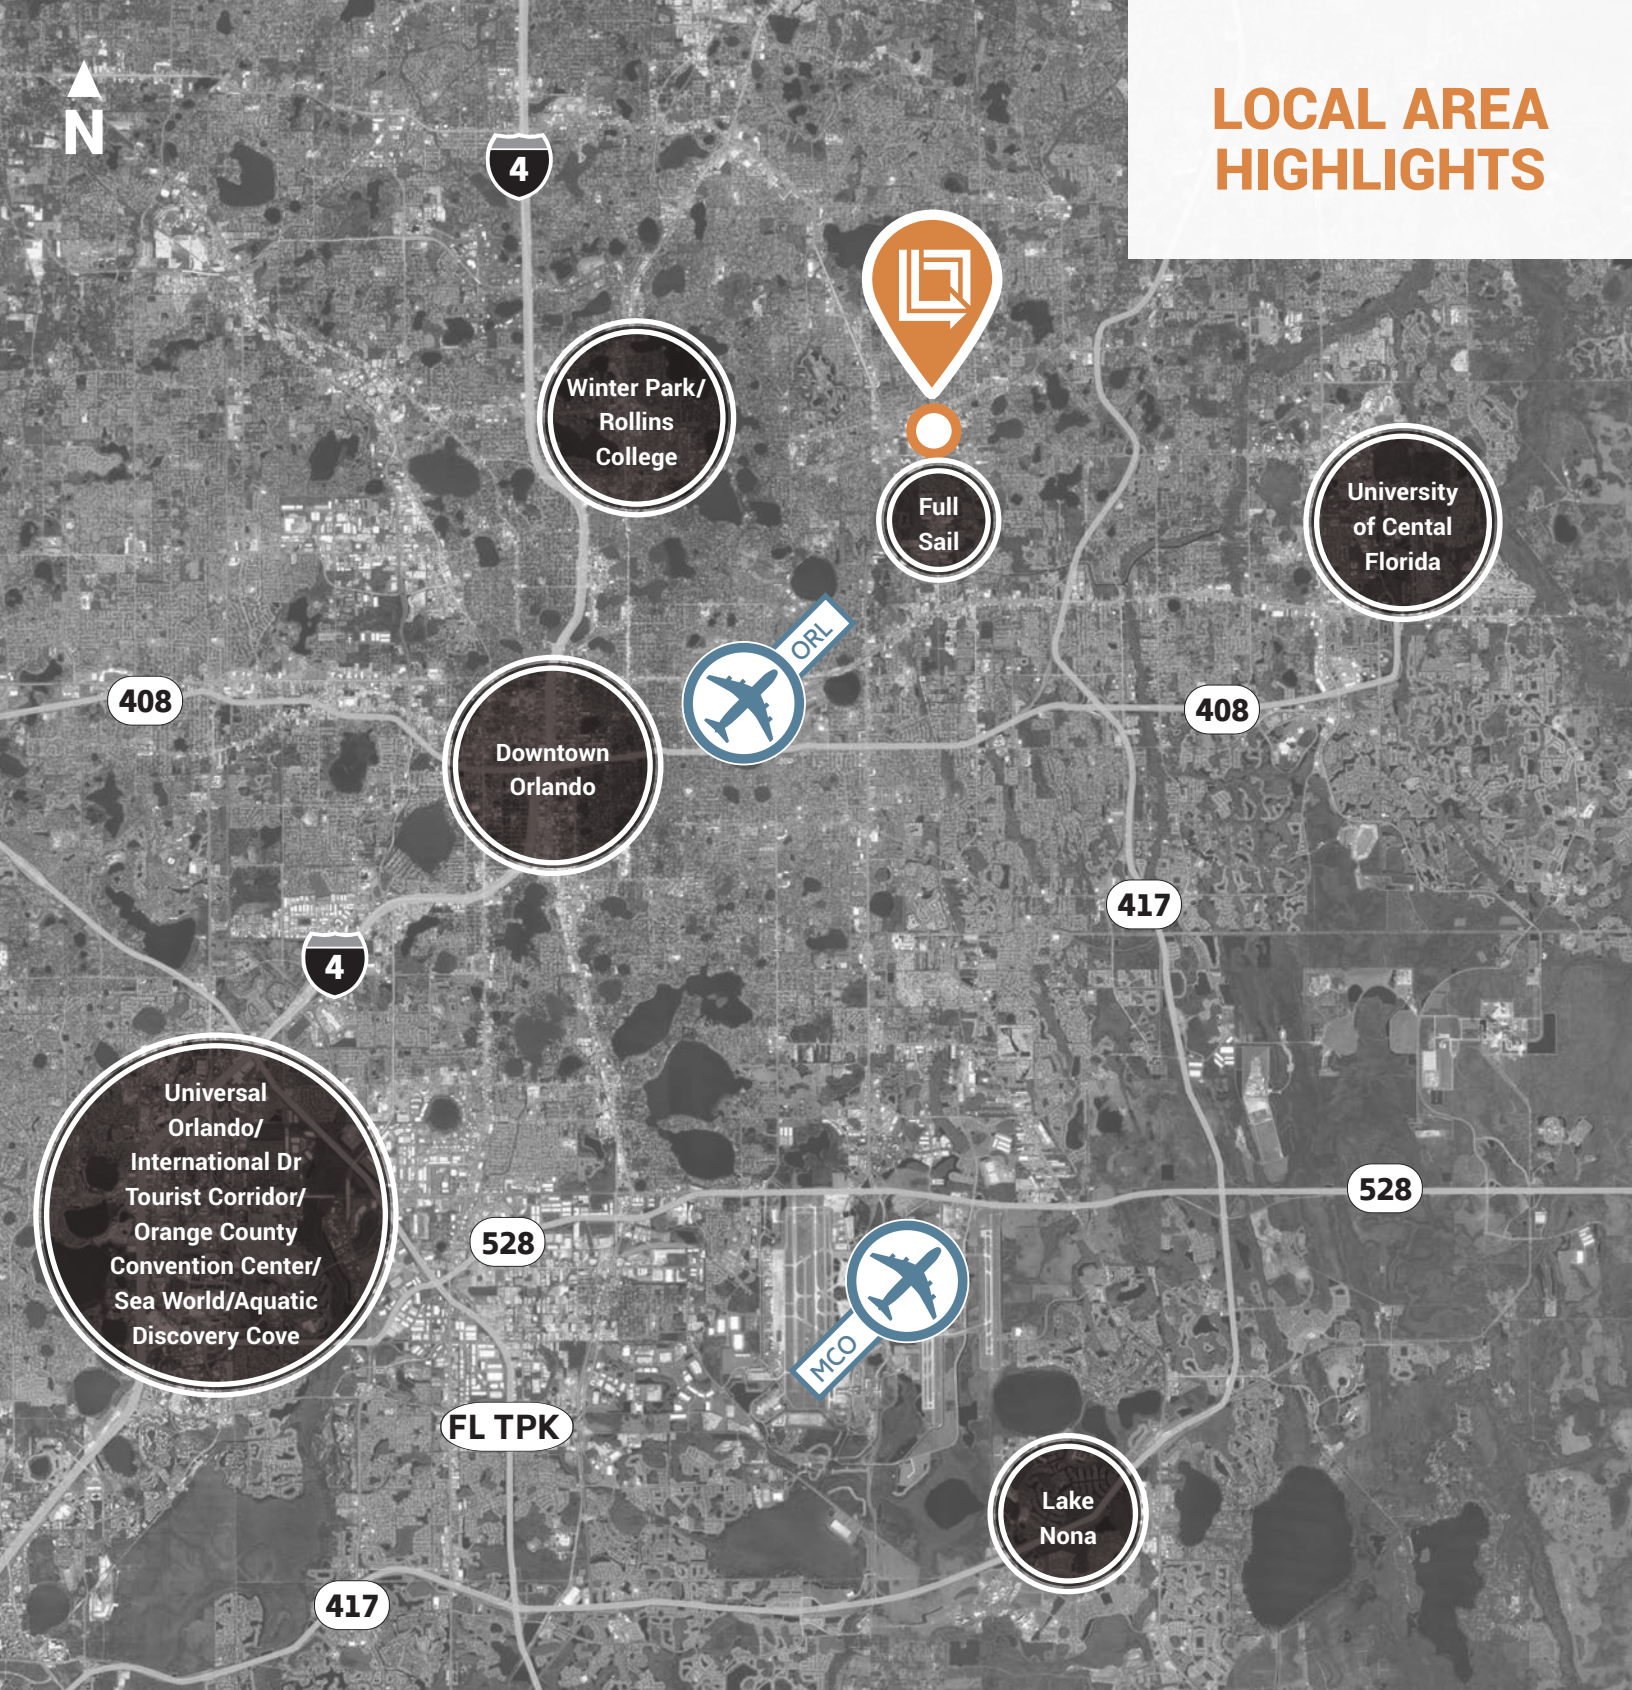 LOCAL AREA
HIGHLIGHTS
N
4
Winter Park/
Rollins
College
Full
Sail
University
of Cental
Florida
ORL
408
408
Downtown
Orlando
417
4
Universal
Orlando/
International Dr
Tourist Corridor/
Orange County
Convention Center/
Sea World/Aquatic
Discovery Cove
528
528
MCO
FL TPK
Lake
Nona
417